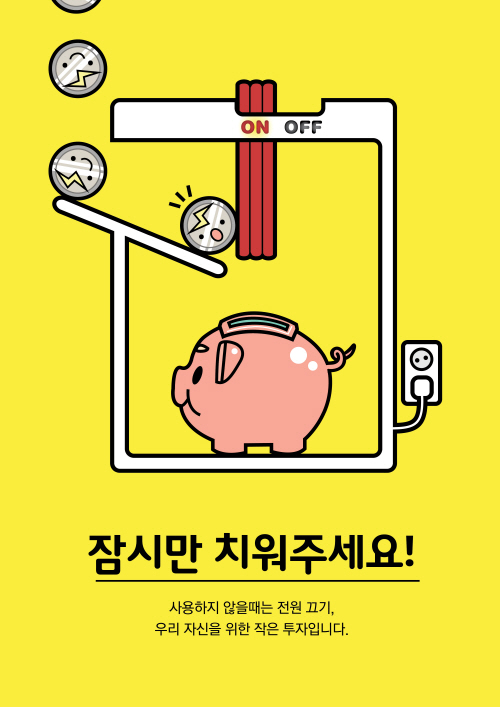 ON OFF
잠시만 치워주세요!
사용하지 않을때는 전원 끄기,
우리 자신을 위한 작은 투자입니다.